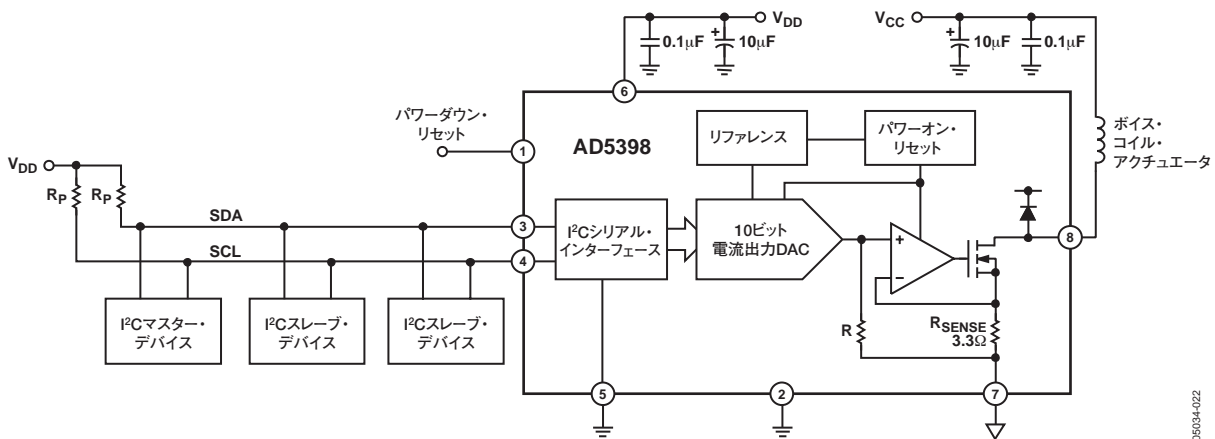 V_DD
0.1μF
+
10μF
V_CC
+
10μF
0.1μF
6
パワーダウン・
リセット
1
AD5398
リファレンス
パワーオン・
リセット
ボイス・
コイル・
アクチュエータ
V_DD
R_P
R_P
SDA
3
SCL
4
I²Cシリアル・
インターフェース
10ビット
電流出力DAC
+
−
8
I²Cマスター・
デバイス
I²Cスレーブ・
デバイス
I²Cスレーブ・
デバイス
R
R_SENSE
3.3Ω
5
2
7
05034-022